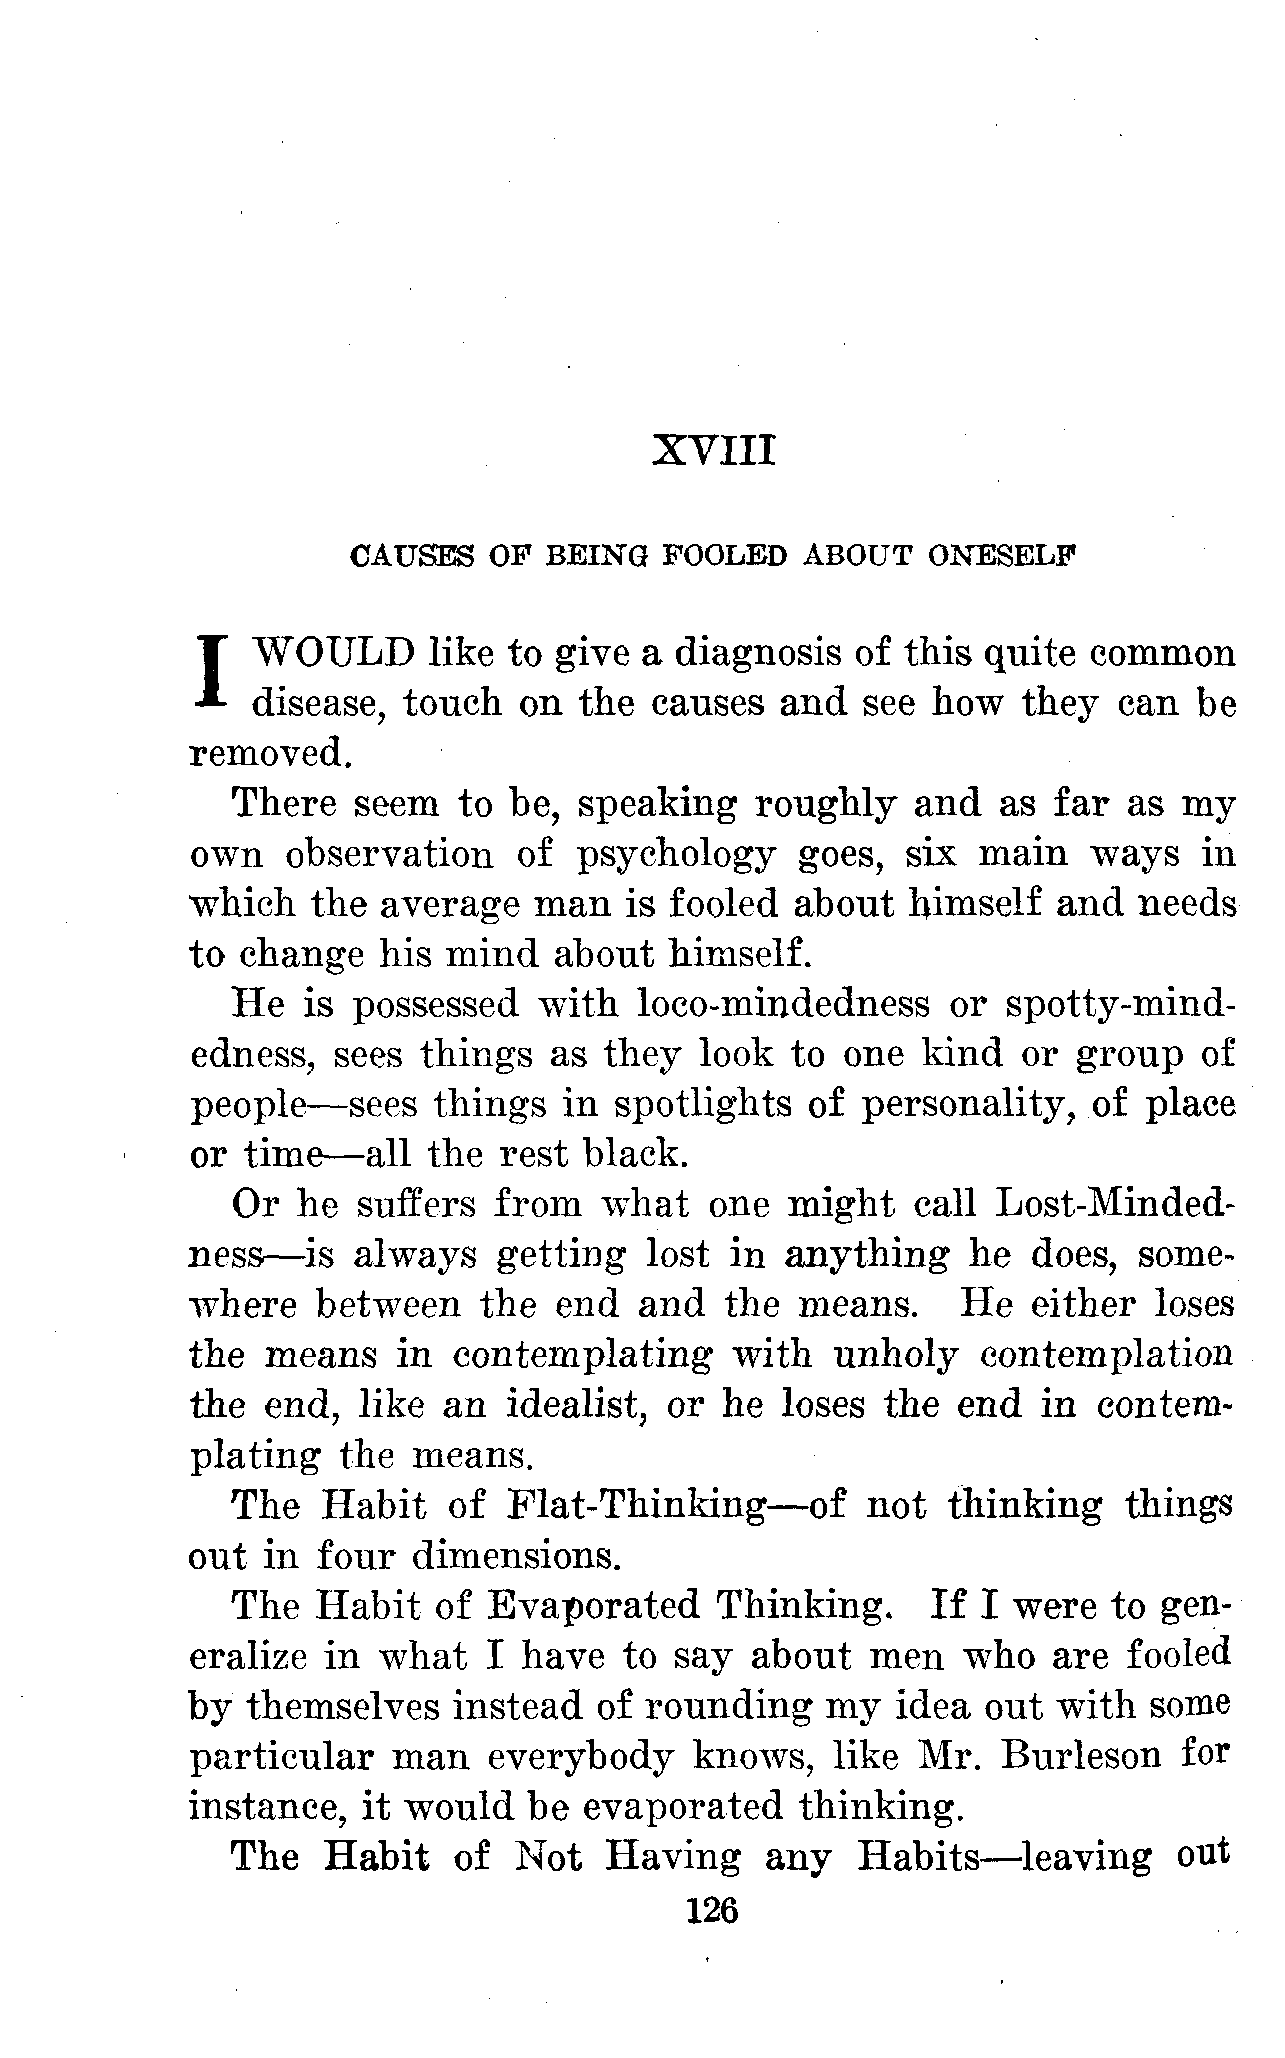 XVIII
CAUSES OF BEING FOOLED ABOUT ONESELF
I WOULD like to give a diagnosis of this quite common
disease, touch on the causes and see how they can be
removed.
There seem to be, speaking roughly and as far as my
own observation of psychology goes, six main ways in
which the average man is fooled about himself and needs
to change his mind about himself.
He is possessed with loco-mindedness or spotty-mind-
edness, sees things as they look to one kind or group of
people—sees things in spotlights of personality, of place
or time—all the rest black.
Or he suffers from what one might call Lost-Minded-
ness—is always getting lost in anything he does, some-
where between the end and the means. He either loses
the means in contemplating with unholy contemplation
the end, like an idealist, or he loses the end in contem-
plating the means.
The Habit of Flat-Thinking—of not thinking things
out in four dimensions.
The Habit of Evaporated Thinking. If I were to gen-
eralize in what I have to say about men who are fooled
by themselves instead of rounding my idea out with some
particular man everybody knows, like Mr. Burleson for
instance, it would be evaporated thinking.
The Habit of Not Having any Habits—leaving out
126